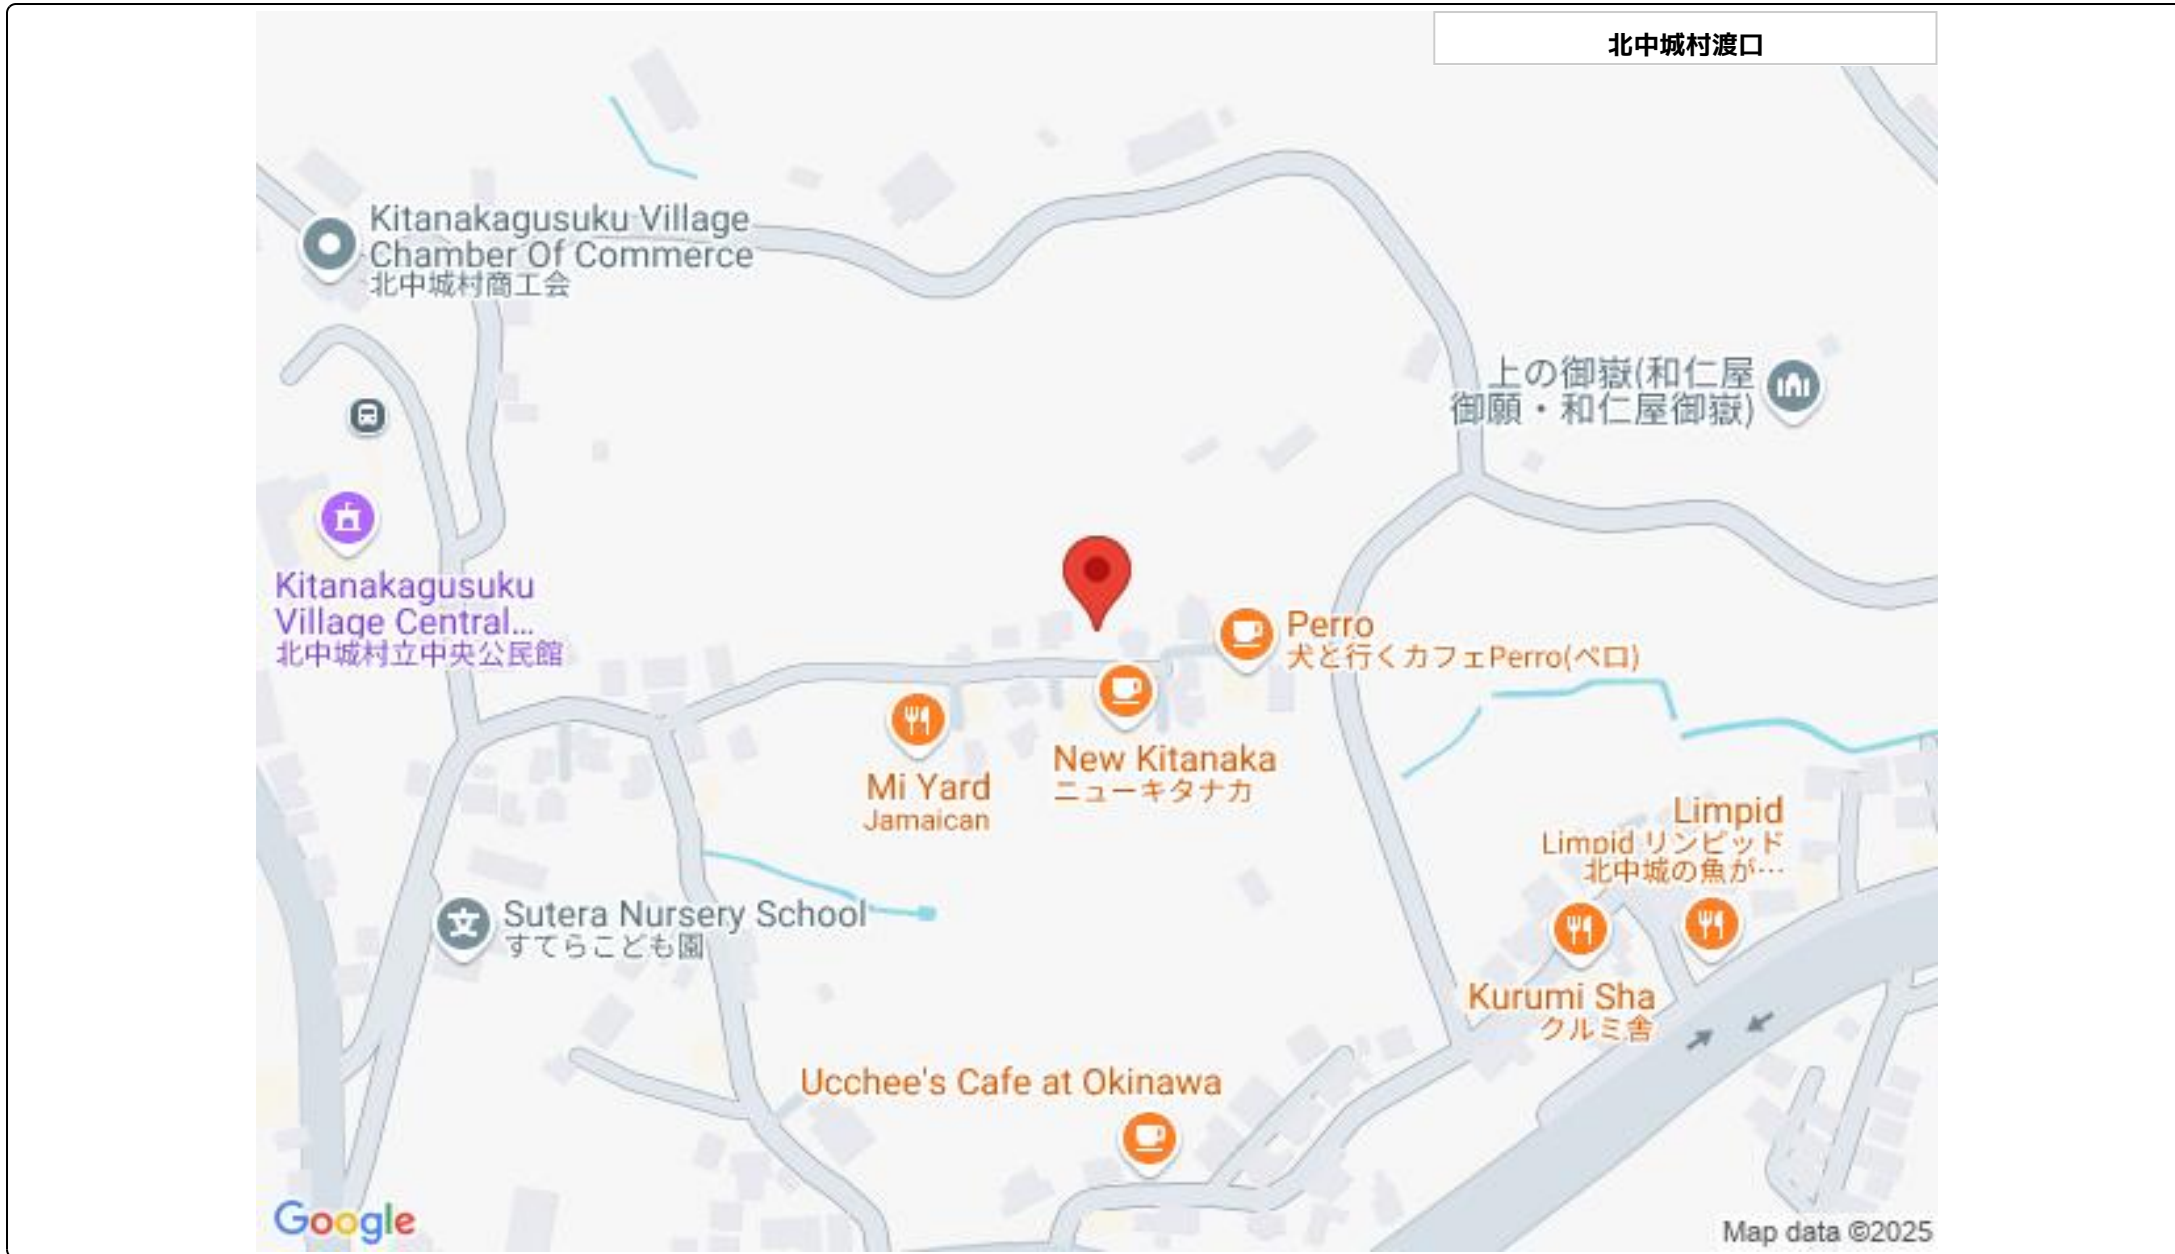 北中城村渡口
Kitanakagusuku Village
Chamber Of Commerce
北中城村商工会
上の御嶽(和仁屋
御願・和仁屋御嶽)
Kitanakagusuku
Village Central...
北中城村立中央公民館
Perro
犬と行くカフェPerro(ペロ)
New Kitanaka
ニューキタナカ
Mi Yard
Jamaican
Limpid
Limpid リンピッド
北中城の魚が…
文
Sutera Nursery School
すてらこども園
Kurumi Sha
クルミ舎
Ucchee's Cafe at Okinawa
Google
Map data ©2025